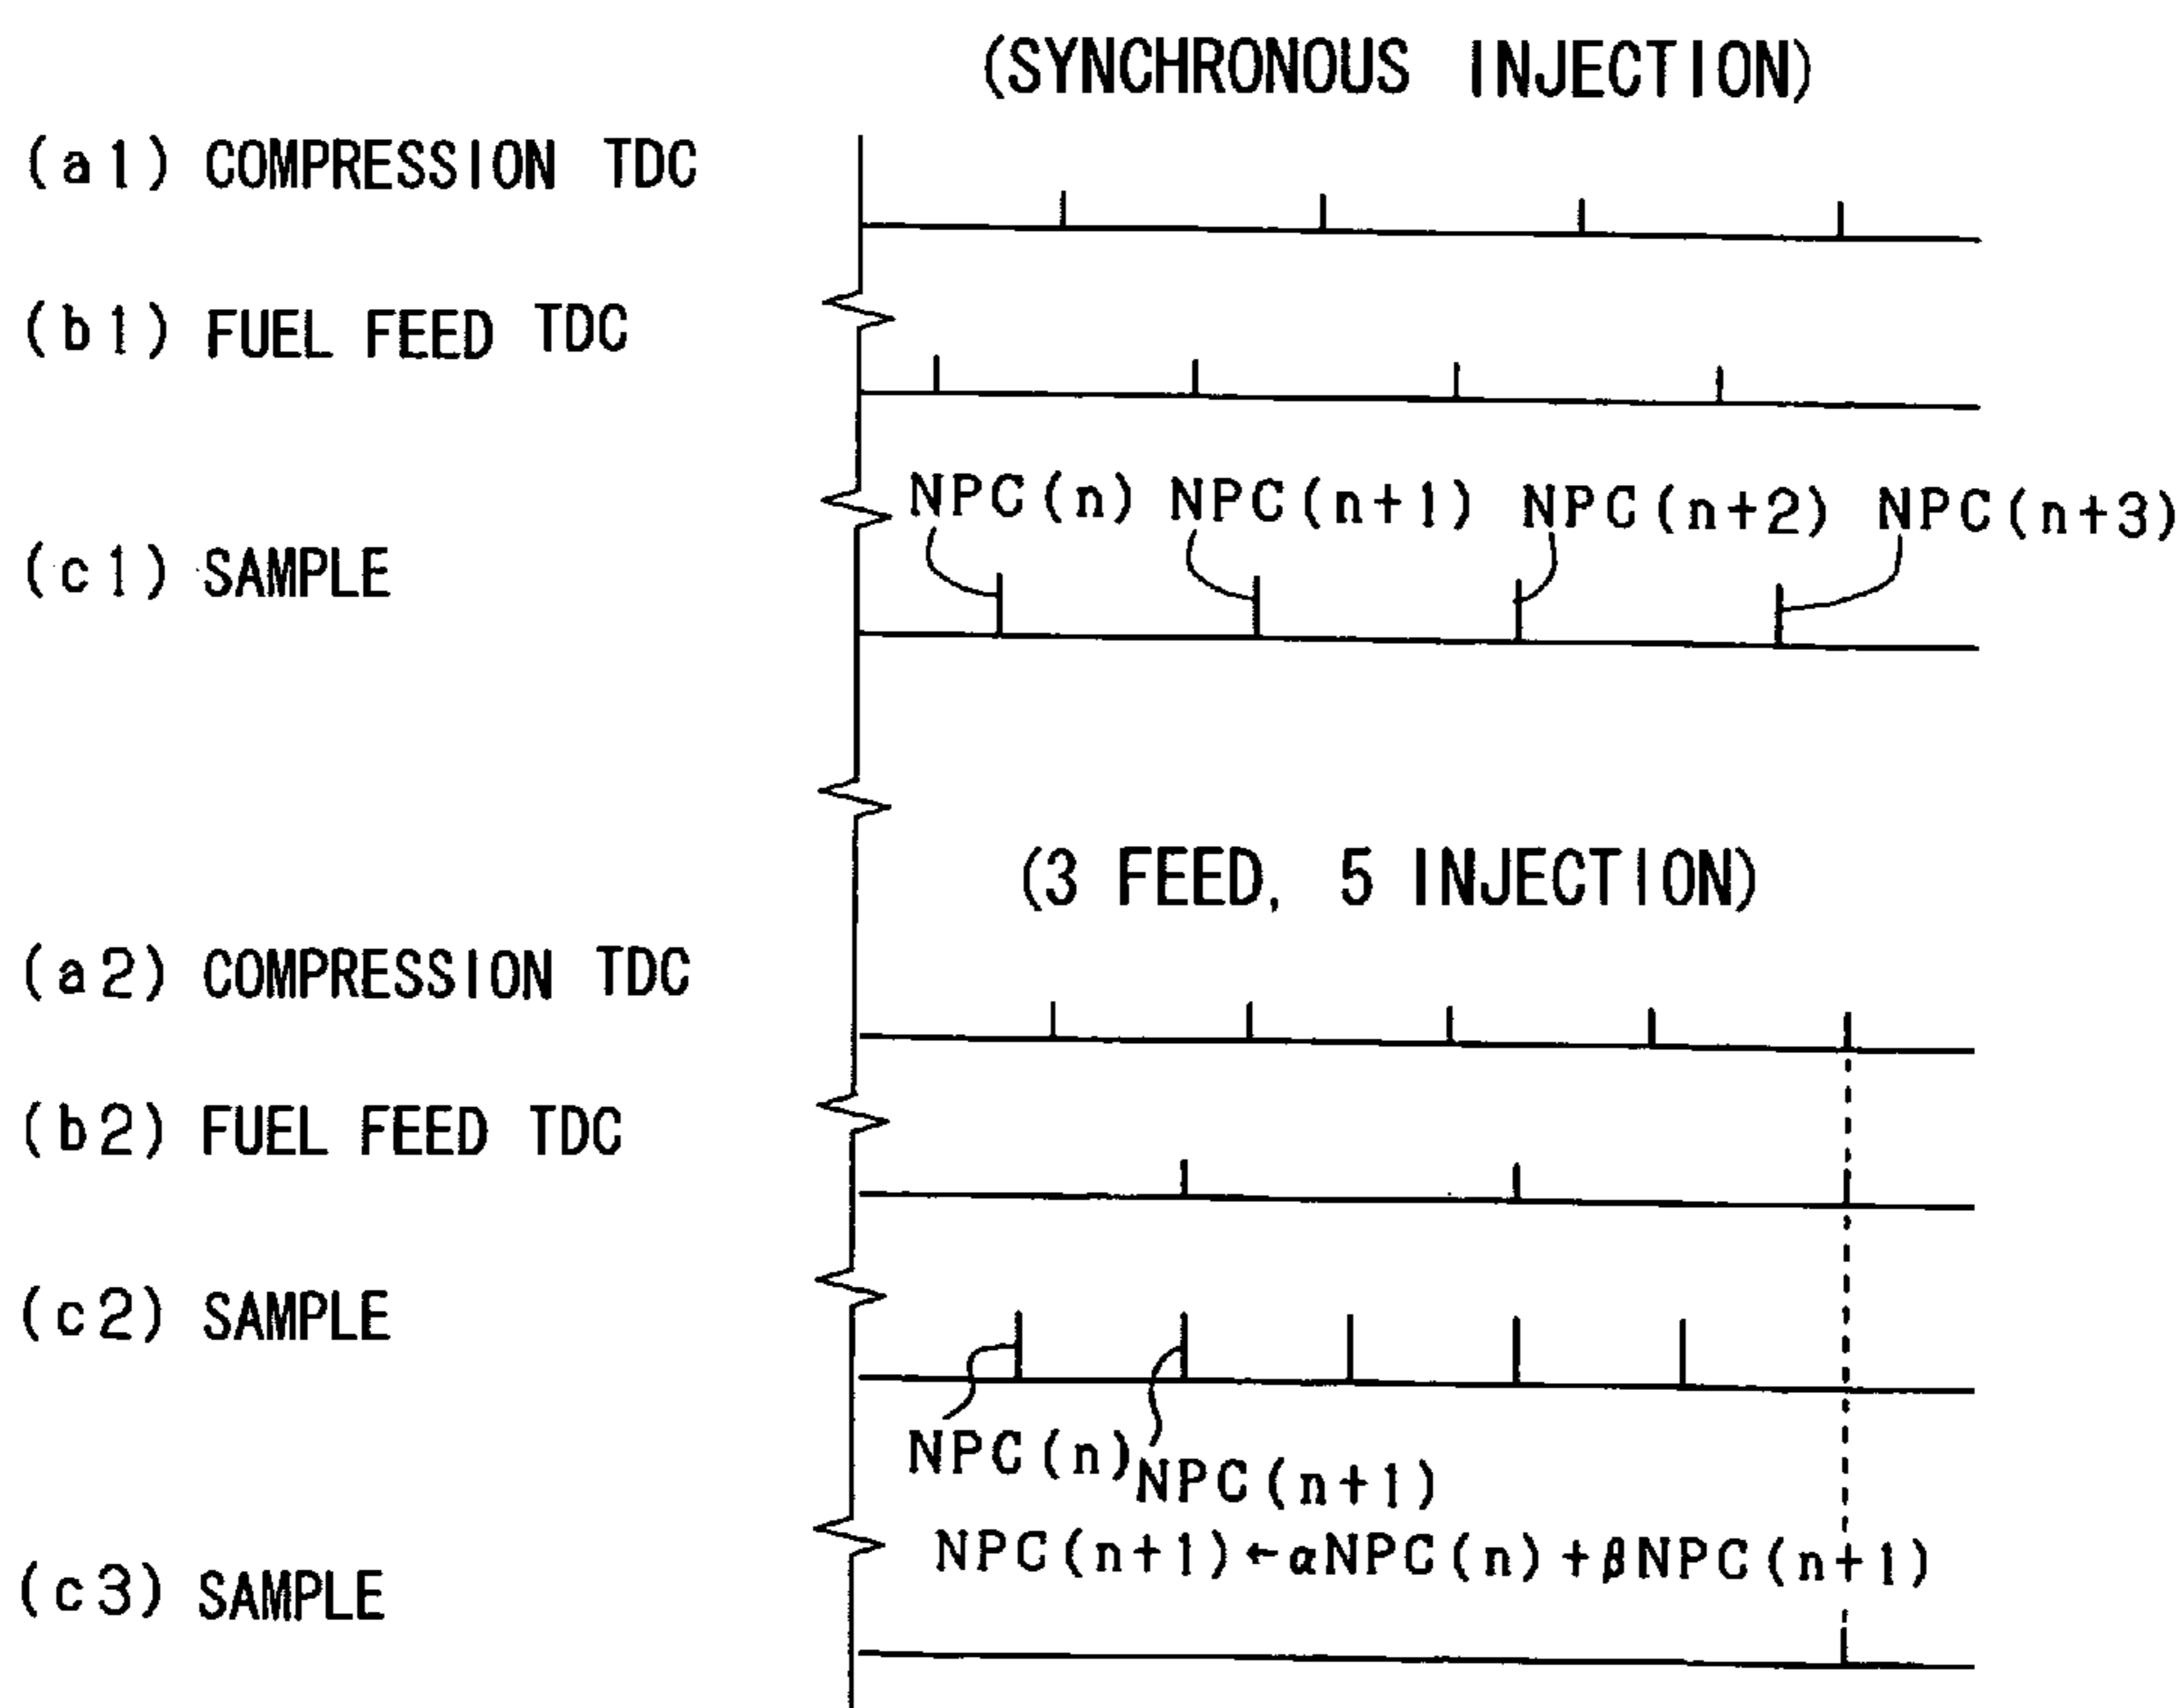 (SYNCHRONOUS INJECTION)
(a1) COMPRESSION TDC
(b1) FUEL FEED TDC
NPC(n) NPC(n+1) NPC(n+2) NPC(n+3)
(c1) SAMPLE
(3 FEED, 5 INJECTION)
(a2) COMPRESSION TDC
(b2) FUEL FEED TDC
(c2) SAMPLE
NPC(n)
NPC(n+1)
NPC(n+1)←αNPC(n)+βNPC(n+1)
(c3) SAMPLE